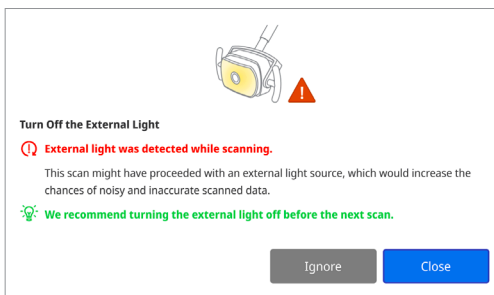 Turn Off the External Light
External light was detected while scanning.
This scan might have proceeded with an external light source, which would increase the
chances of noisy and inaccurate scanned data.
We recommend turning the external light off before the next scan.
Ignore
Close